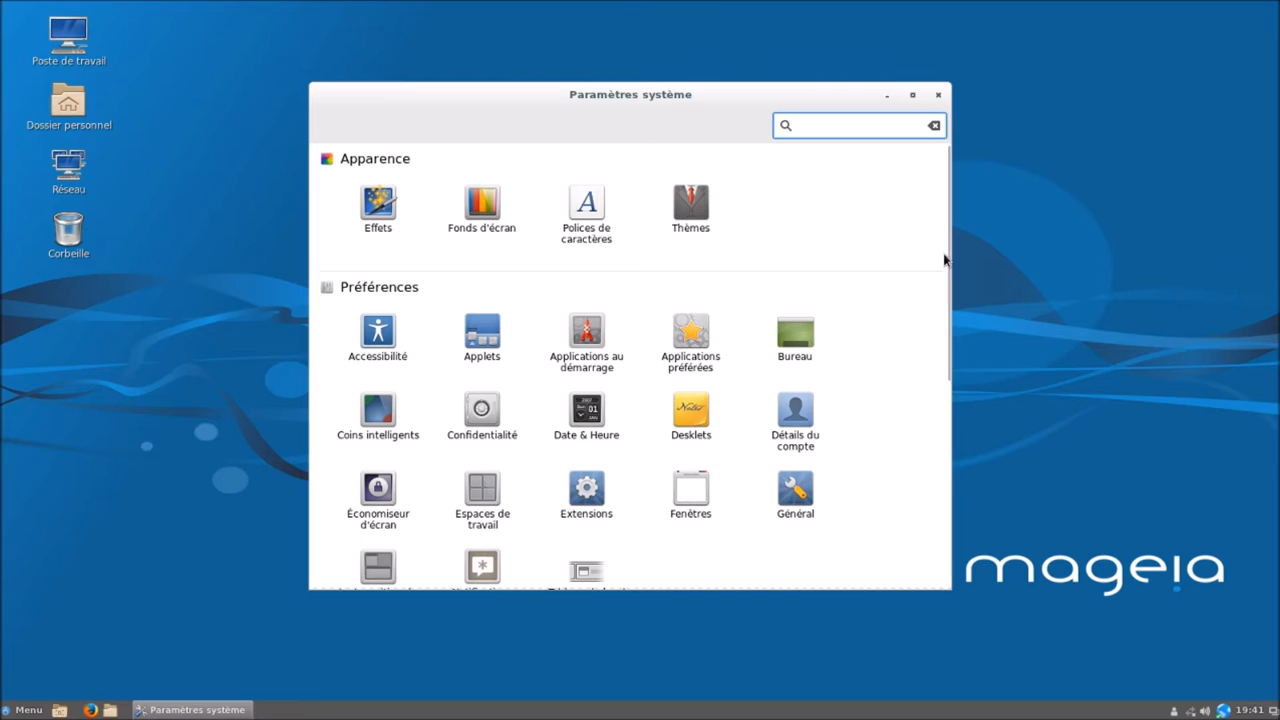 Poste de travail
Dossier personnel
Réseau
Corbeille
Paramètres système
Apparence
Effets
Fonds d'écran
Polices de
caractères
Thèmes
Préférences
Accessibilité
Applets
Applications au
démarrage
Applications
préférées
Bureau
Coins intelligents
Confidentialité
Date & Heure
Desklets
Détails du
compte
Économiseur
d'écran
Espaces de
travail
Extensions
Fenêtres
Général
mageia
Menu
Paramètres système
19:41